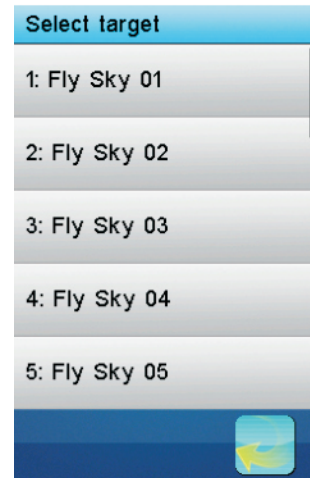 Select target
1: Fly Sky 01
2: Fly Sky 02
3: Fly Sky 03
4: Fly Sky 04
5: Fly Sky 05